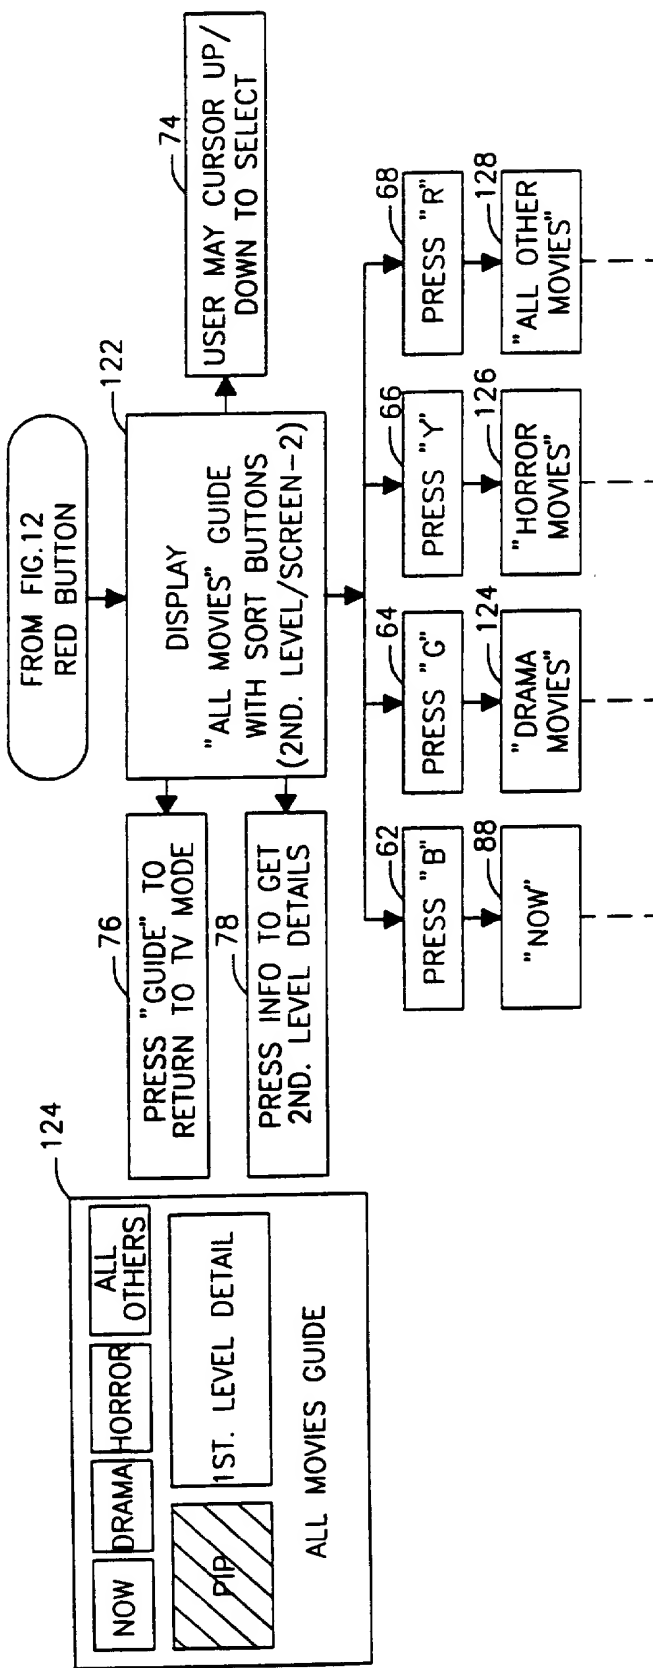 FROM FIG.12
RED BUTTON
122
DISPLAY
"ALL MOVIES" GUIDE
WITH SORT BUTTONS
(2ND. LEVEL/SCREEN-2)
74
USER MAY CURSOR UP/
DOWN TO SELECT
76
PRESS "GUIDE" TO
RETURN TO TV MODE
78
PRESS INFO TO GET
2ND. LEVEL DETAILS
124
NOW
DRAMA
HORROR
ALL
OTHERS
PIP
1ST. LEVEL DETAIL
ALL MOVIES GUIDE
62
PRESS "B"
64
PRESS "G"
66
PRESS "Y"
68
PRESS "R"
88
"NOW"
124
"DRAMA
MOVIES"
126
"HORROR
MOVIES"
128
"ALL OTHER
MOVIES"